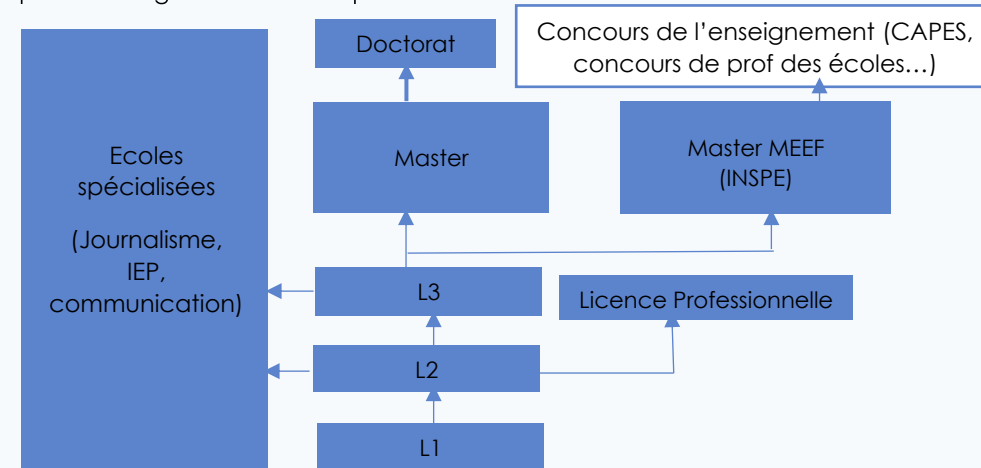 Doctorat
Concours de l’enseignement (CAPES,
concours de prof des écoles…)
Ecoles
spécialisées
(Journalisme,
IEP,
communication)
Master
Master MEEF
(INSPE)
L3
Licence Professionnelle
L2
L1